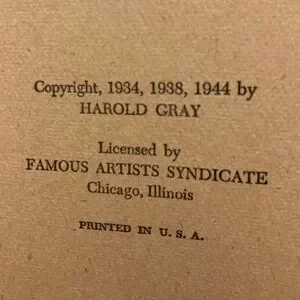 Copyright, 1934, 1938, 1944 by
HAROLD GRAY
Licensed by
FAMOUS ARTISTS SYNDICATE
Chicago, Illinois
PRINTED IN U. S. A.